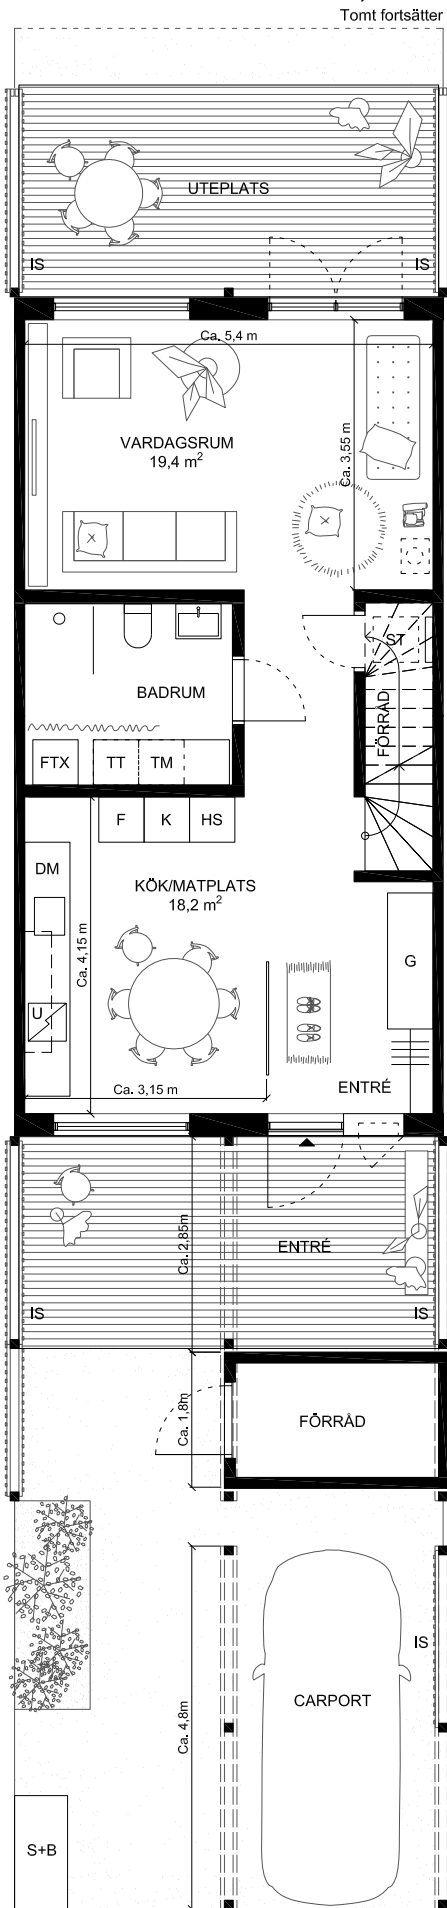 Tomt fortsätter
UTEPLATS
IS
IS
Ca. 5,4 m
VARDAGSRUM
19,4 m²
Ca. 3,55 m
ST
BADRUM
FÖRRÅD
FTX
TT
TM
F
K
HS
DM
KÖK/MATPLATS
18,2 m²
Ca. 4,15 m
G
U
Ca. 3,15 m
ENTRÉ
Ca. 2,85m
ENTRÉ
IS
IS
Ca. 1,8m
FÖRRÅD
IS
CARPORT
Ca. 4,8m
S+B